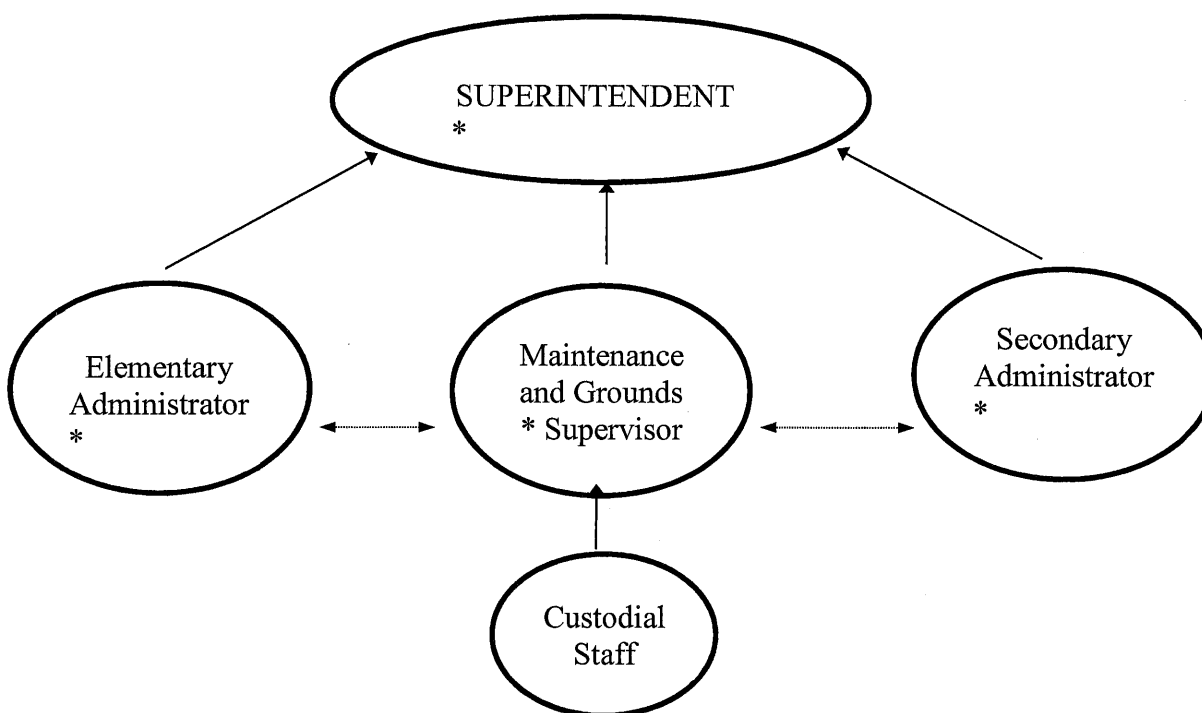 SUPERINTENDENT
*
Elementary
Administrator
*
Maintenance
and Grounds
* Supervisor
Secondary
Administrator
*
Custodial
Staff